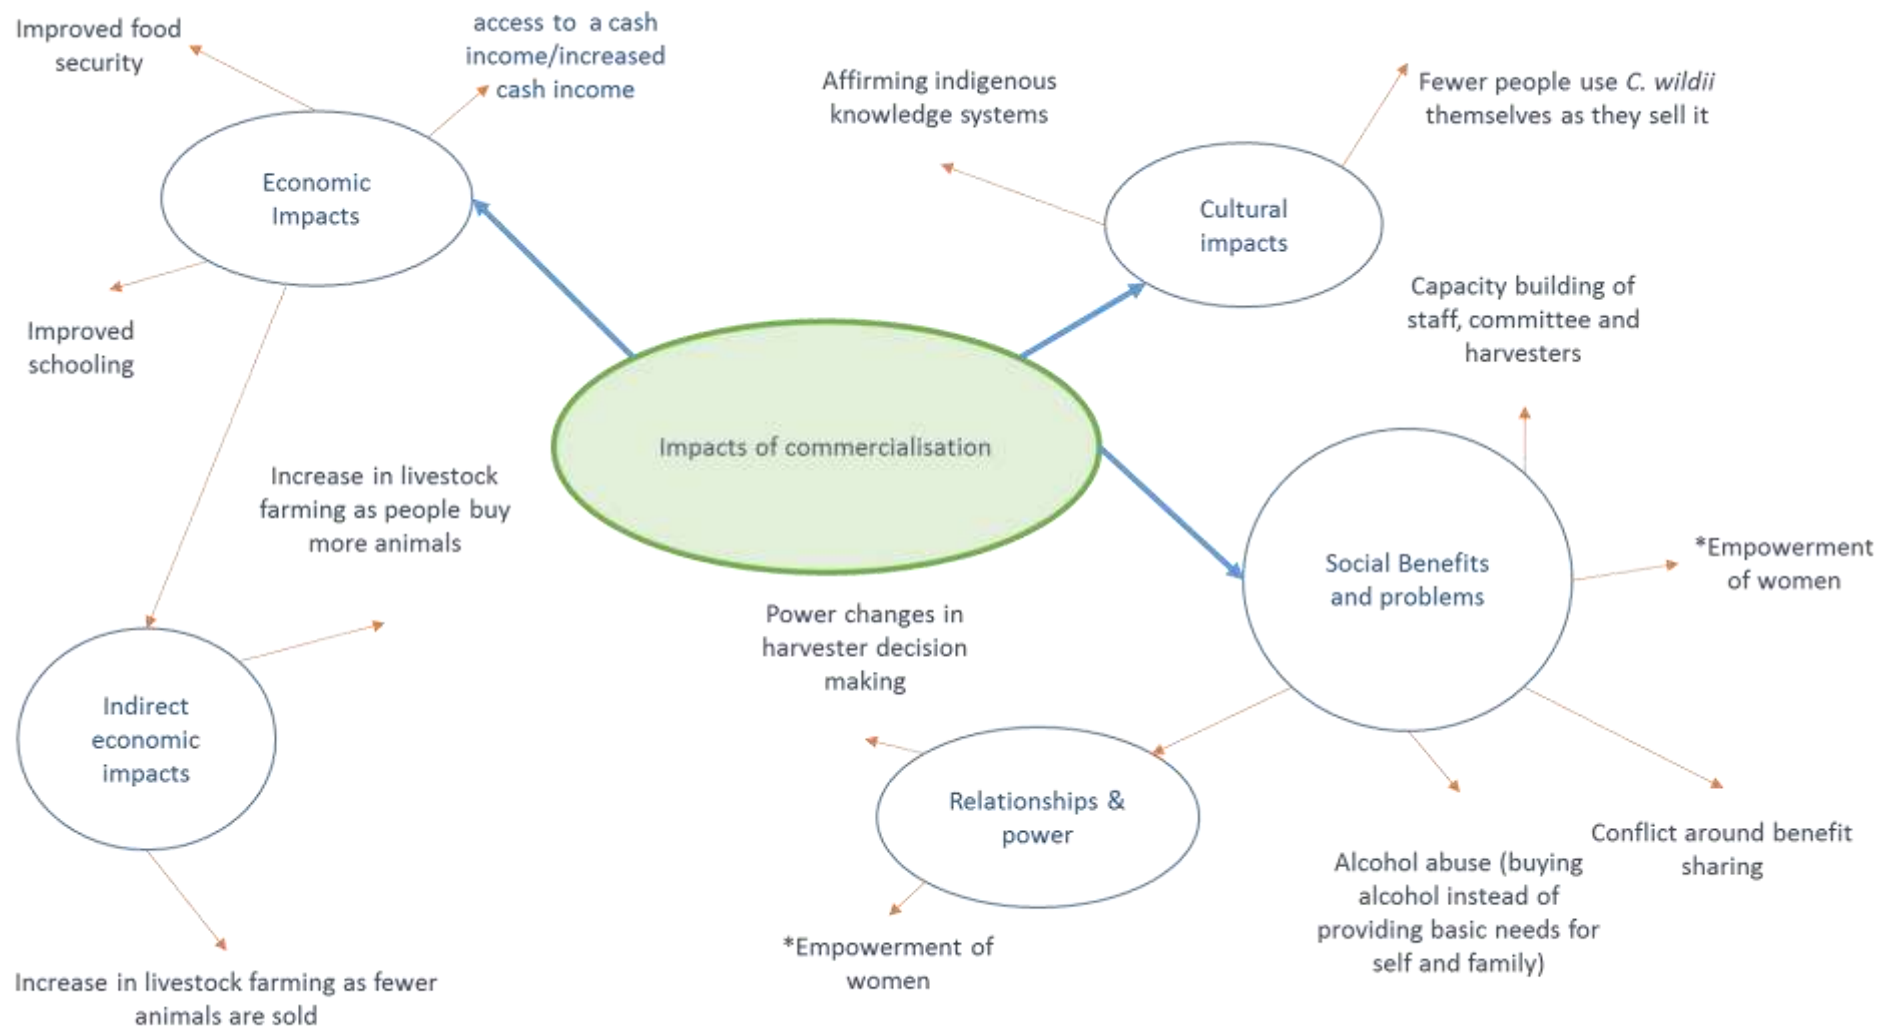 Improved food
security
access to a cash
income/increased
cash income
Affirming indigenous
knowledge systems
Fewer people use C. wildii
themselves as they sell it
Economic
Impacts
Cultural
impacts
Improved
schooling
Capacity building of
staff, committee and
harvesters
Impacts of commercialisation
Increase in livestock
farming as people buy
more animals
Social Benefits
and problems
*Empowerment
of women
Power changes in
harvester decision
making
Indirect
economic
impacts
Relationships &
power
Conflict around benefit
sharing
Alcohol abuse (buying
alcohol instead of
providing basic needs for
self and family)
*Empowerment of
women
Increase in livestock farming as fewer
animals are sold